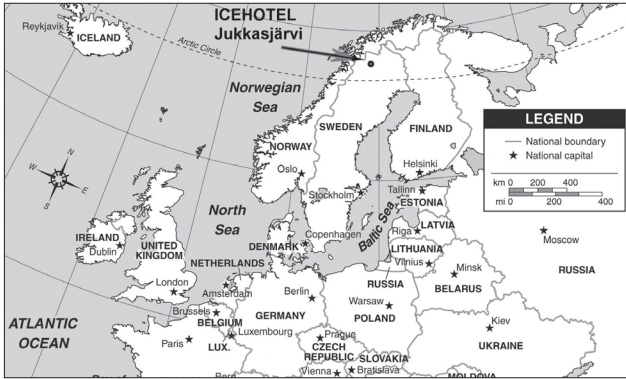 ICEHOTEL
Jukkasjärvi
Reykjavik
ICELAND
Arctic Circle
Norwegian
Sea
SWEDEN
FINLAND
NORWAY
Oslo
Helsinki
Stockholm
Tallinn
ESTONIA
LEGEND
National boundary
National capital
km 0 200 400
mi 0 200 400
N
E
S
W
North
Sea
Baltic Sea
Riga
LATVIA
Moscow
IRELAND
Dublin
UNITED
KINGDOM
DENMARK
Copenhagen
LITHUANIA
Vilnius
Minsk
RUSSIA
NETHERLANDS
London
Amsterdam
Berlin
RUSSIA
BELARUS
Warsaw
POLAND
GERMANY
ATLANTIC
OCEAN
Brussels
BELGIUM
Luxembourg
LUX.
Paris
Prague
CZECH
REPUBLIC
Kiev
UKRAINE
SLOVAKIA
Vienna
Bratislava
Bern
MOLDOVA